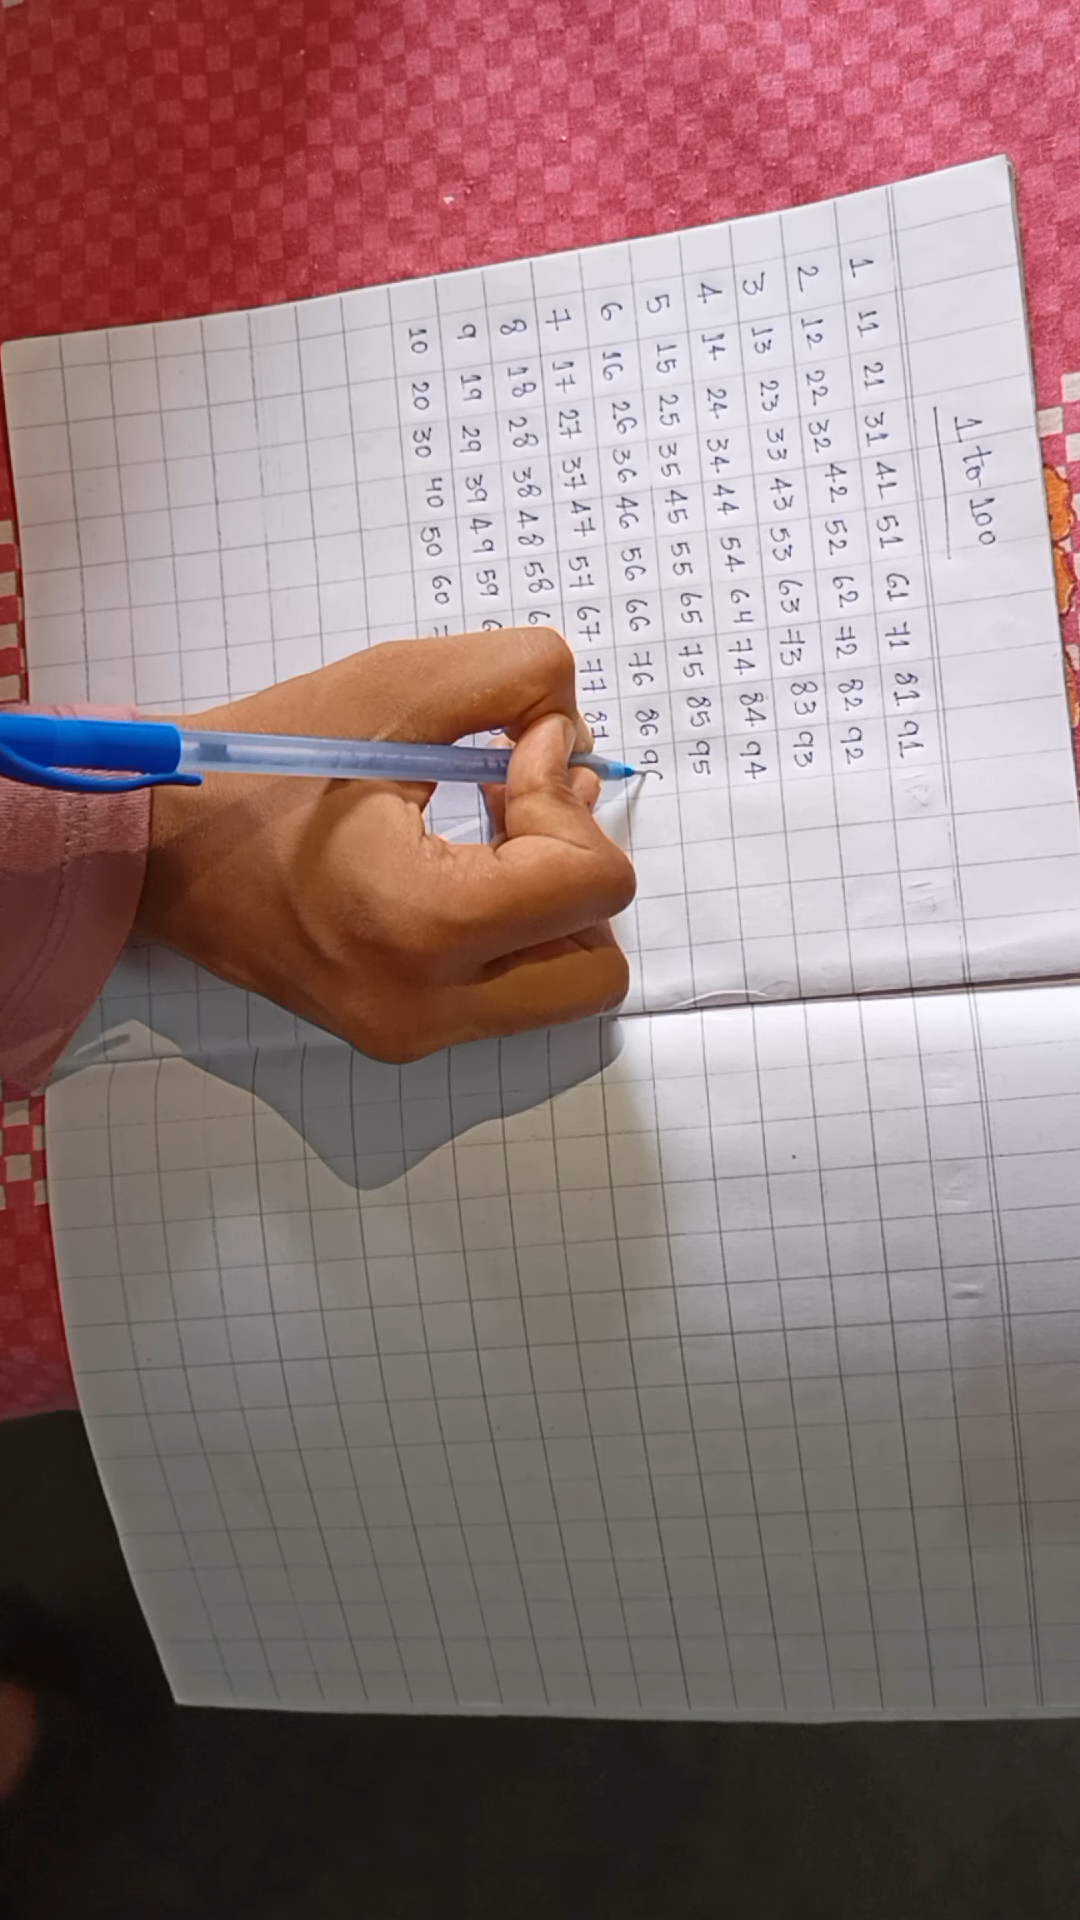 1 to 100
1 11 21 31 41 51 61 71 81 91
2 12 22 32 42 52 62 72 82 92
3 13 23 33 43 53 63 73 83 93
4 14 24 34 44 54 64 74 84 94
5 15 25 35 45 55 65 75 85 95
6 16 26 36 46 56 66 76 86 96
7 17 27 37 47 57 67 77 87
8 18 28 38 48 58
9 19 29 39 49 59
10 20 30 40 50 60